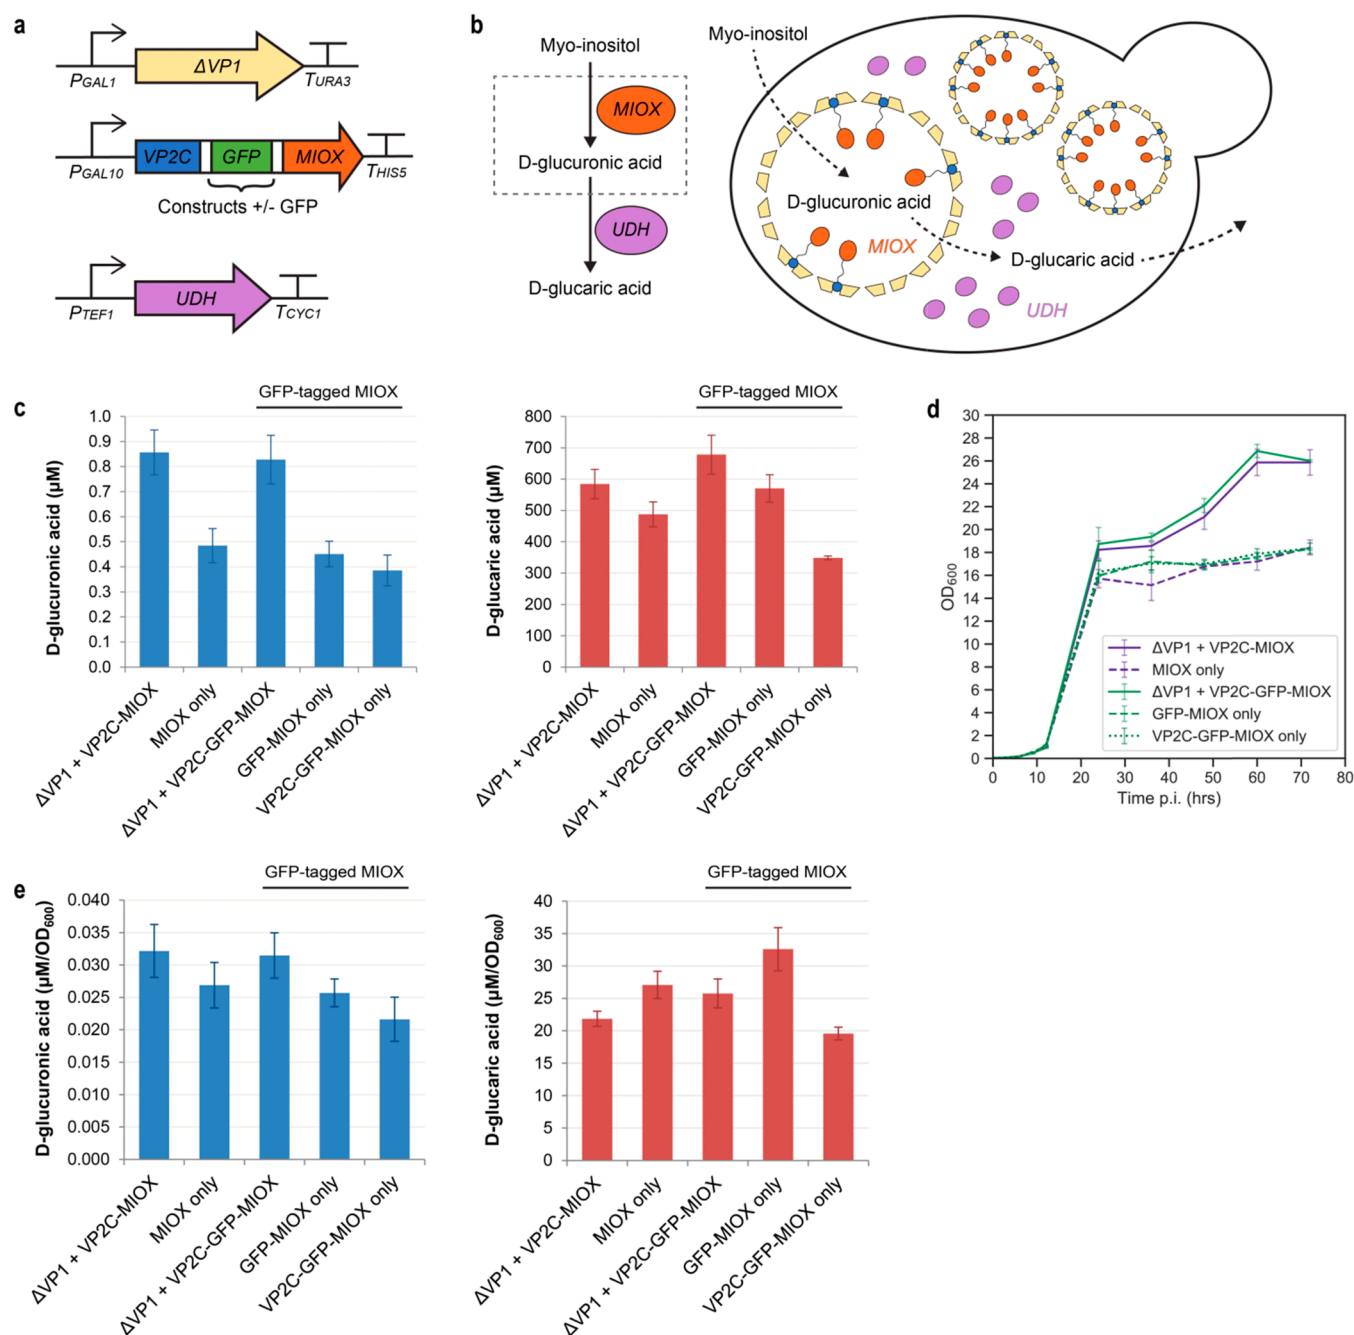 a
ΔVP1
PGAL1
TURA3
VP2C
GFP
MIOX
PGAL10
THIS5
Constructs +/- GFP
UDH
PTEF1
TCYC1
b
Myo-inositol
MIOX
D-glucuronic acid
UDH
D-glucaric acid
Myo-inositol
D-glucuronic acid
MIOX
D-glucaric acid
UDH
c
GFP-tagged MIOX
D-glucuronic acid (µM)
1.0
0.9
0.8
0.7
0.6
0.5
0.4
0.3
0.2
0.1
0.0
ΔVP1 + VP2C-MIOX
MIOX only
ΔVP1 + VP2C-GFP-MIOX
GFP-MIOX only
VP2C-GFP-MIOX only
GFP-tagged MIOX
D-glucaric acid (µM)
800
700
600
500
400
300
200
100
0
ΔVP1 + VP2C-MIOX
MIOX only
ΔVP1 + VP2C-GFP-MIOX
GFP-MIOX only
VP2C-GFP-MIOX only
d
OD600
30
28
26
24
22
20
18
16
14
12
10
8
6
4
2
0
ΔVP1 + VP2C-MIOX
MIOX only
ΔVP1 + VP2C-GFP-MIOX
GFP-MIOX only
VP2C-GFP-MIOX only
0 10 20 30 40 50 60 70 80
Time p.i. (hrs)
e
GFP-tagged MIOX
D-glucuronic acid (µM/OD600)
0.040
0.035
0.030
0.025
0.020
0.015
0.010
0.005
0.000
ΔVP1 + VP2C-MIOX
MIOX only
ΔVP1 + VP2C-GFP-MIOX
GFP-MIOX only
VP2C-GFP-MIOX only
GFP-tagged MIOX
D-glucaric acid (µM/OD600)
40
35
30
25
20
15
10
5
0
ΔVP1 + VP2C-MIOX
MIOX only
ΔVP1 + VP2C-GFP-MIOX
GFP-MIOX only
VP2C-GFP-MIOX only